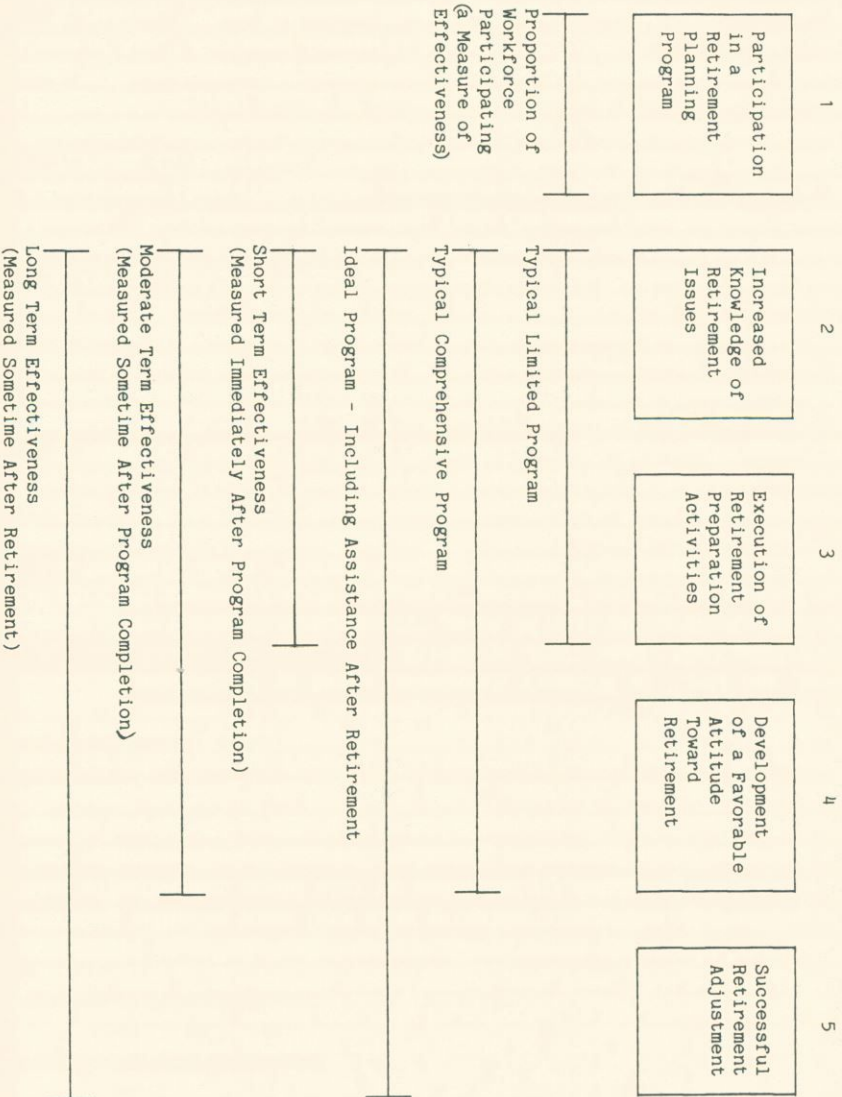 1
2
3
4
5
Participation
in a
Retirement
Planning
Program
Increased
Knowledge of
Retirement
Issues
Execution of
Retirement
Preparation
Activities
Development
of a Favorable
Attitude
Toward
Retirement
Successful
Retirement
Adjustment
Proportion of
Workforce
Participating
(a Measure of
Effectiveness)
Typical Limited Program
Typical Comprehensive Program
Ideal Program - Including Assistance After Retirement
Short Term Effectiveness
(Measured Immediately After Program Completion)
Moderate Term Effectiveness
(Measured Sometime After Program Completion)
Long Term Effectiveness
(Measured Sometime After Retirement)